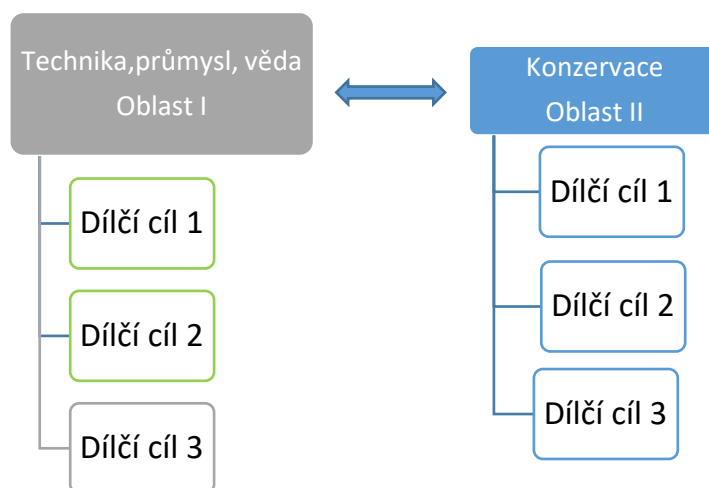 Technika,průmysl, věda
Oblast I
Dílčí cíl 1
Dílčí cíl 2
Dílčí cíl 3
Konzervace
Oblast II
Dílčí cíl 1
Dílčí cíl 2
Dílčí cíl 3